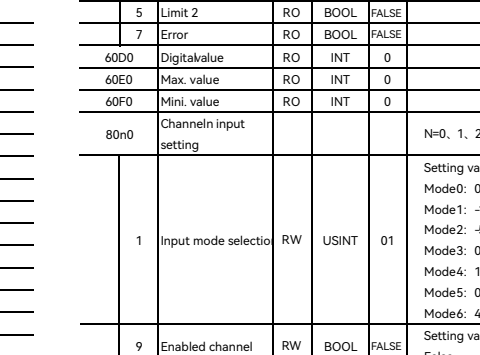 5 Limit 2 RO BOOL FALSE
7 Error RO BOOL FALSE
60D0 Digitalvalue RO INT 0
60E0 Max. value RO INT 0
60F0 Mini. value RO INT 0
80n0 Channeln input setting N=0、1、2
Setting va
Mode0: 0
Mode1: -
Mode2: -
1 Input mode selection RW USINT 01 Mode3: 0
Mode4: 1
Mode5: 0
Mode6: 4
9 Enabled channel RW BOOL FALSE Setting va